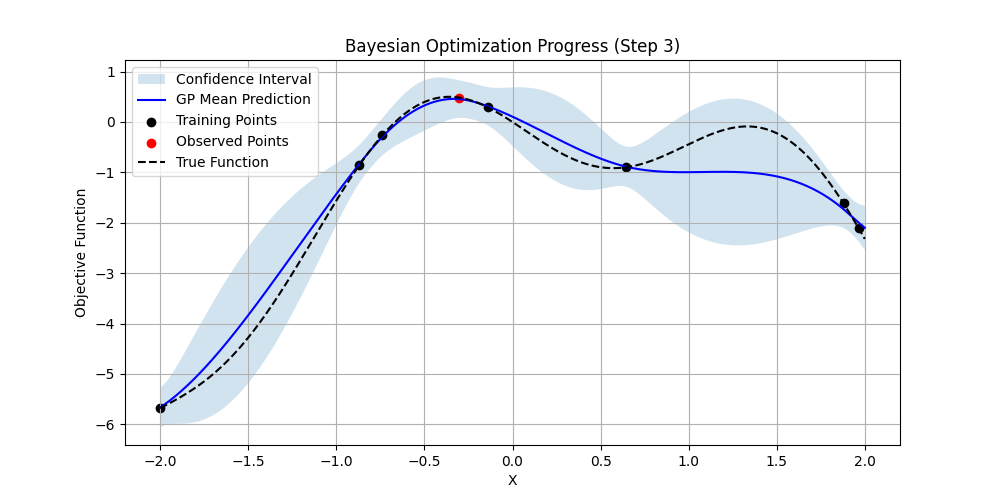 Bayesian Optimization Progress (Step 3)
Confidence Interval
GP Mean Prediction
Training Points
Observed Points
True Function
1
0
−1
−2
−3
−4
−5
−6
Objective Function
−2.0 −1.5 −1.0 −0.5 0.0 0.5 1.0 1.5 2.0
X